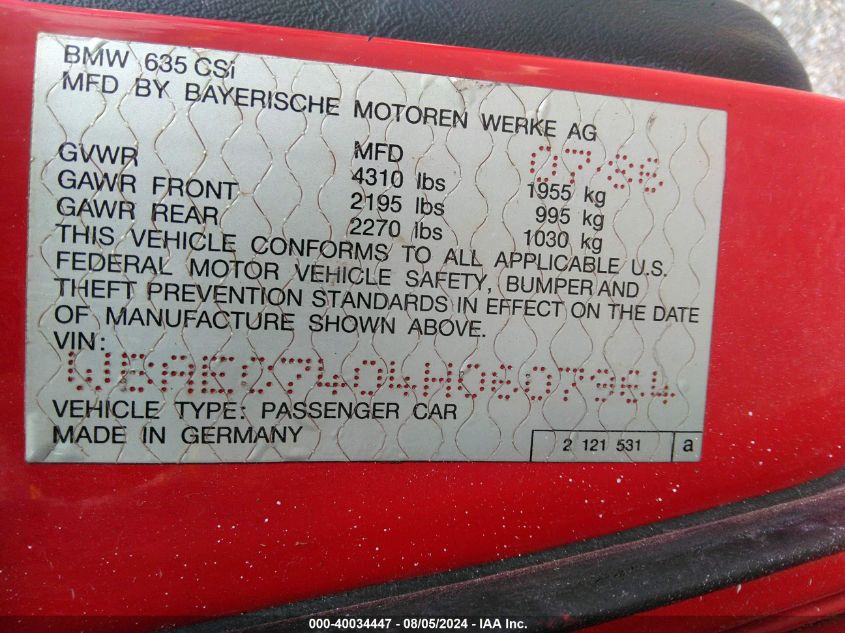 BMW 635 CSi
MFD BY BAYERISCHE MOTOREN WERKE AG
MFD 07 86
GVWR 4310 lbs 1955 kg
GAWR FRONT 2195 lbs 995 kg
GAWR REAR 2270 lbs 1030 kg
THIS VEHICLE CONFORMS TO ALL APPLICABLE U.S.
FEDERAL MOTOR VEHICLE SAFETY, BUMPER AND
THEFT PREVENTION STANDARDS IN EFFECT ON THE DATE
OF MANUFACTURE SHOWN ABOVE.
VIN:
WBAEC7404H0607964
VEHICLE TYPE: PASSENGER CAR
MADE IN GERMANY
2 121 531 a
000-40034447 - 08/05/2024 - IAA Inc.